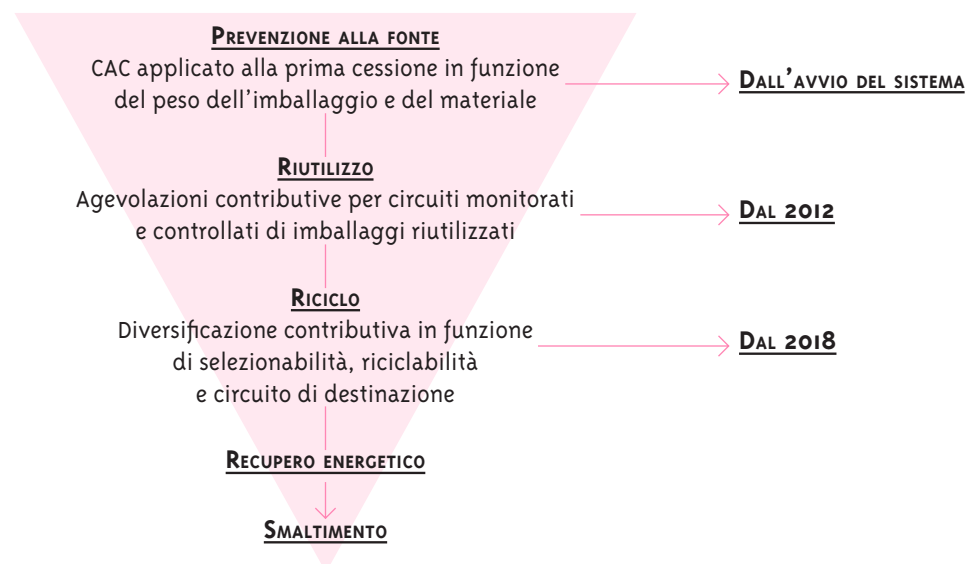 Prevenzione alla fonte
CAC applicato alla prima cessione in funzione
del peso dell'imballaggio e del materiale
Dall'avvio del sistema
Riutilizzo
Agevolazioni contributive per circuiti monitorati
e controllati di imballaggi riutilizzati
Dal 2012
Riciclo
Diversificazione contributiva in funzione
di selezionabilità, riciclabilità
e circuito di destinazione
Dal 2018
Recupero energetico
Smaltimento